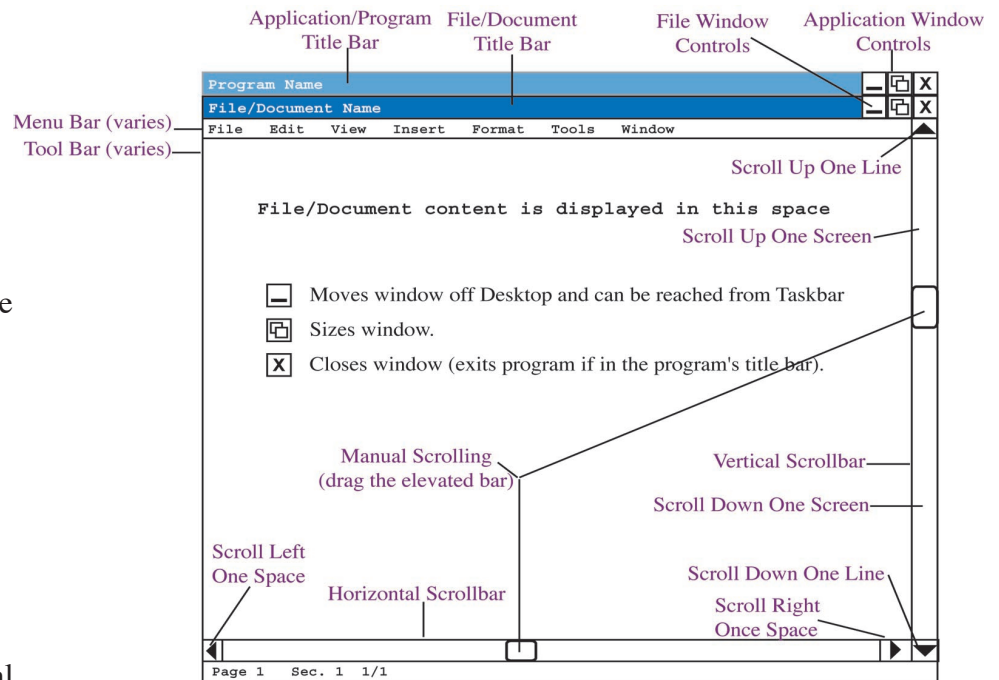 Application/Program
Title Bar
File/Document
Title Bar
File Window
Controls
Application Window
Controls
Program Name
X
File/Document Name
X
Menu Bar (varies)
File Edit View Insert Format Tools Window
Tool Bar (varies)
Scroll Up One Line
File/Document content is displayed in this space
Scroll Up One Screen
Moves window off Desktop and can be reached from Taskbar
Sizes window.
X Closes window (exits program if in the program's title bar).
Manual Scrolling
(drag the elevated bar)
Vertical Scrollbar
Scroll Down One Screen
Scroll Left
One Space
Horizontal Scrollbar
Scroll Down One Line
Scroll Right
Once Space
Page 1 Sec. 1 1/1